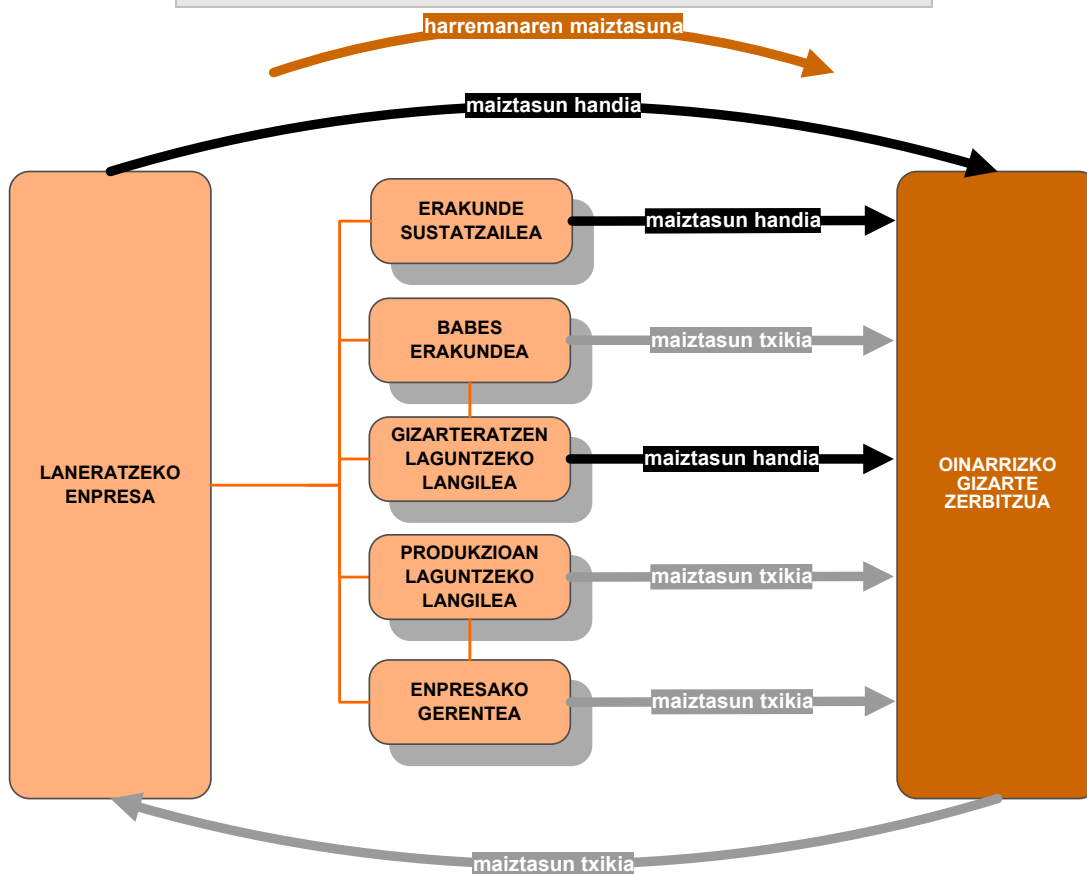 harremanaren maiztasuna
maiztasun handia
ERAKUNDE
SUSTATZAILEA
maiztasun handia
BABES
ERAKUNDEA
maiztasun txikia
LANERATZEKO
ENPRESA
GIZARTERATZEN
LAGUNTZEKO
LANGILEA
maiztasun handia
OINARRIZKO
GIZARTE
ZERBITZUA
PRODUKZIOAN
LAGUNTZEKO
LANGILEA
maiztasun txikia
ENPRESAKO
GERENTEA
maiztasun txikia
maiztasun txikia